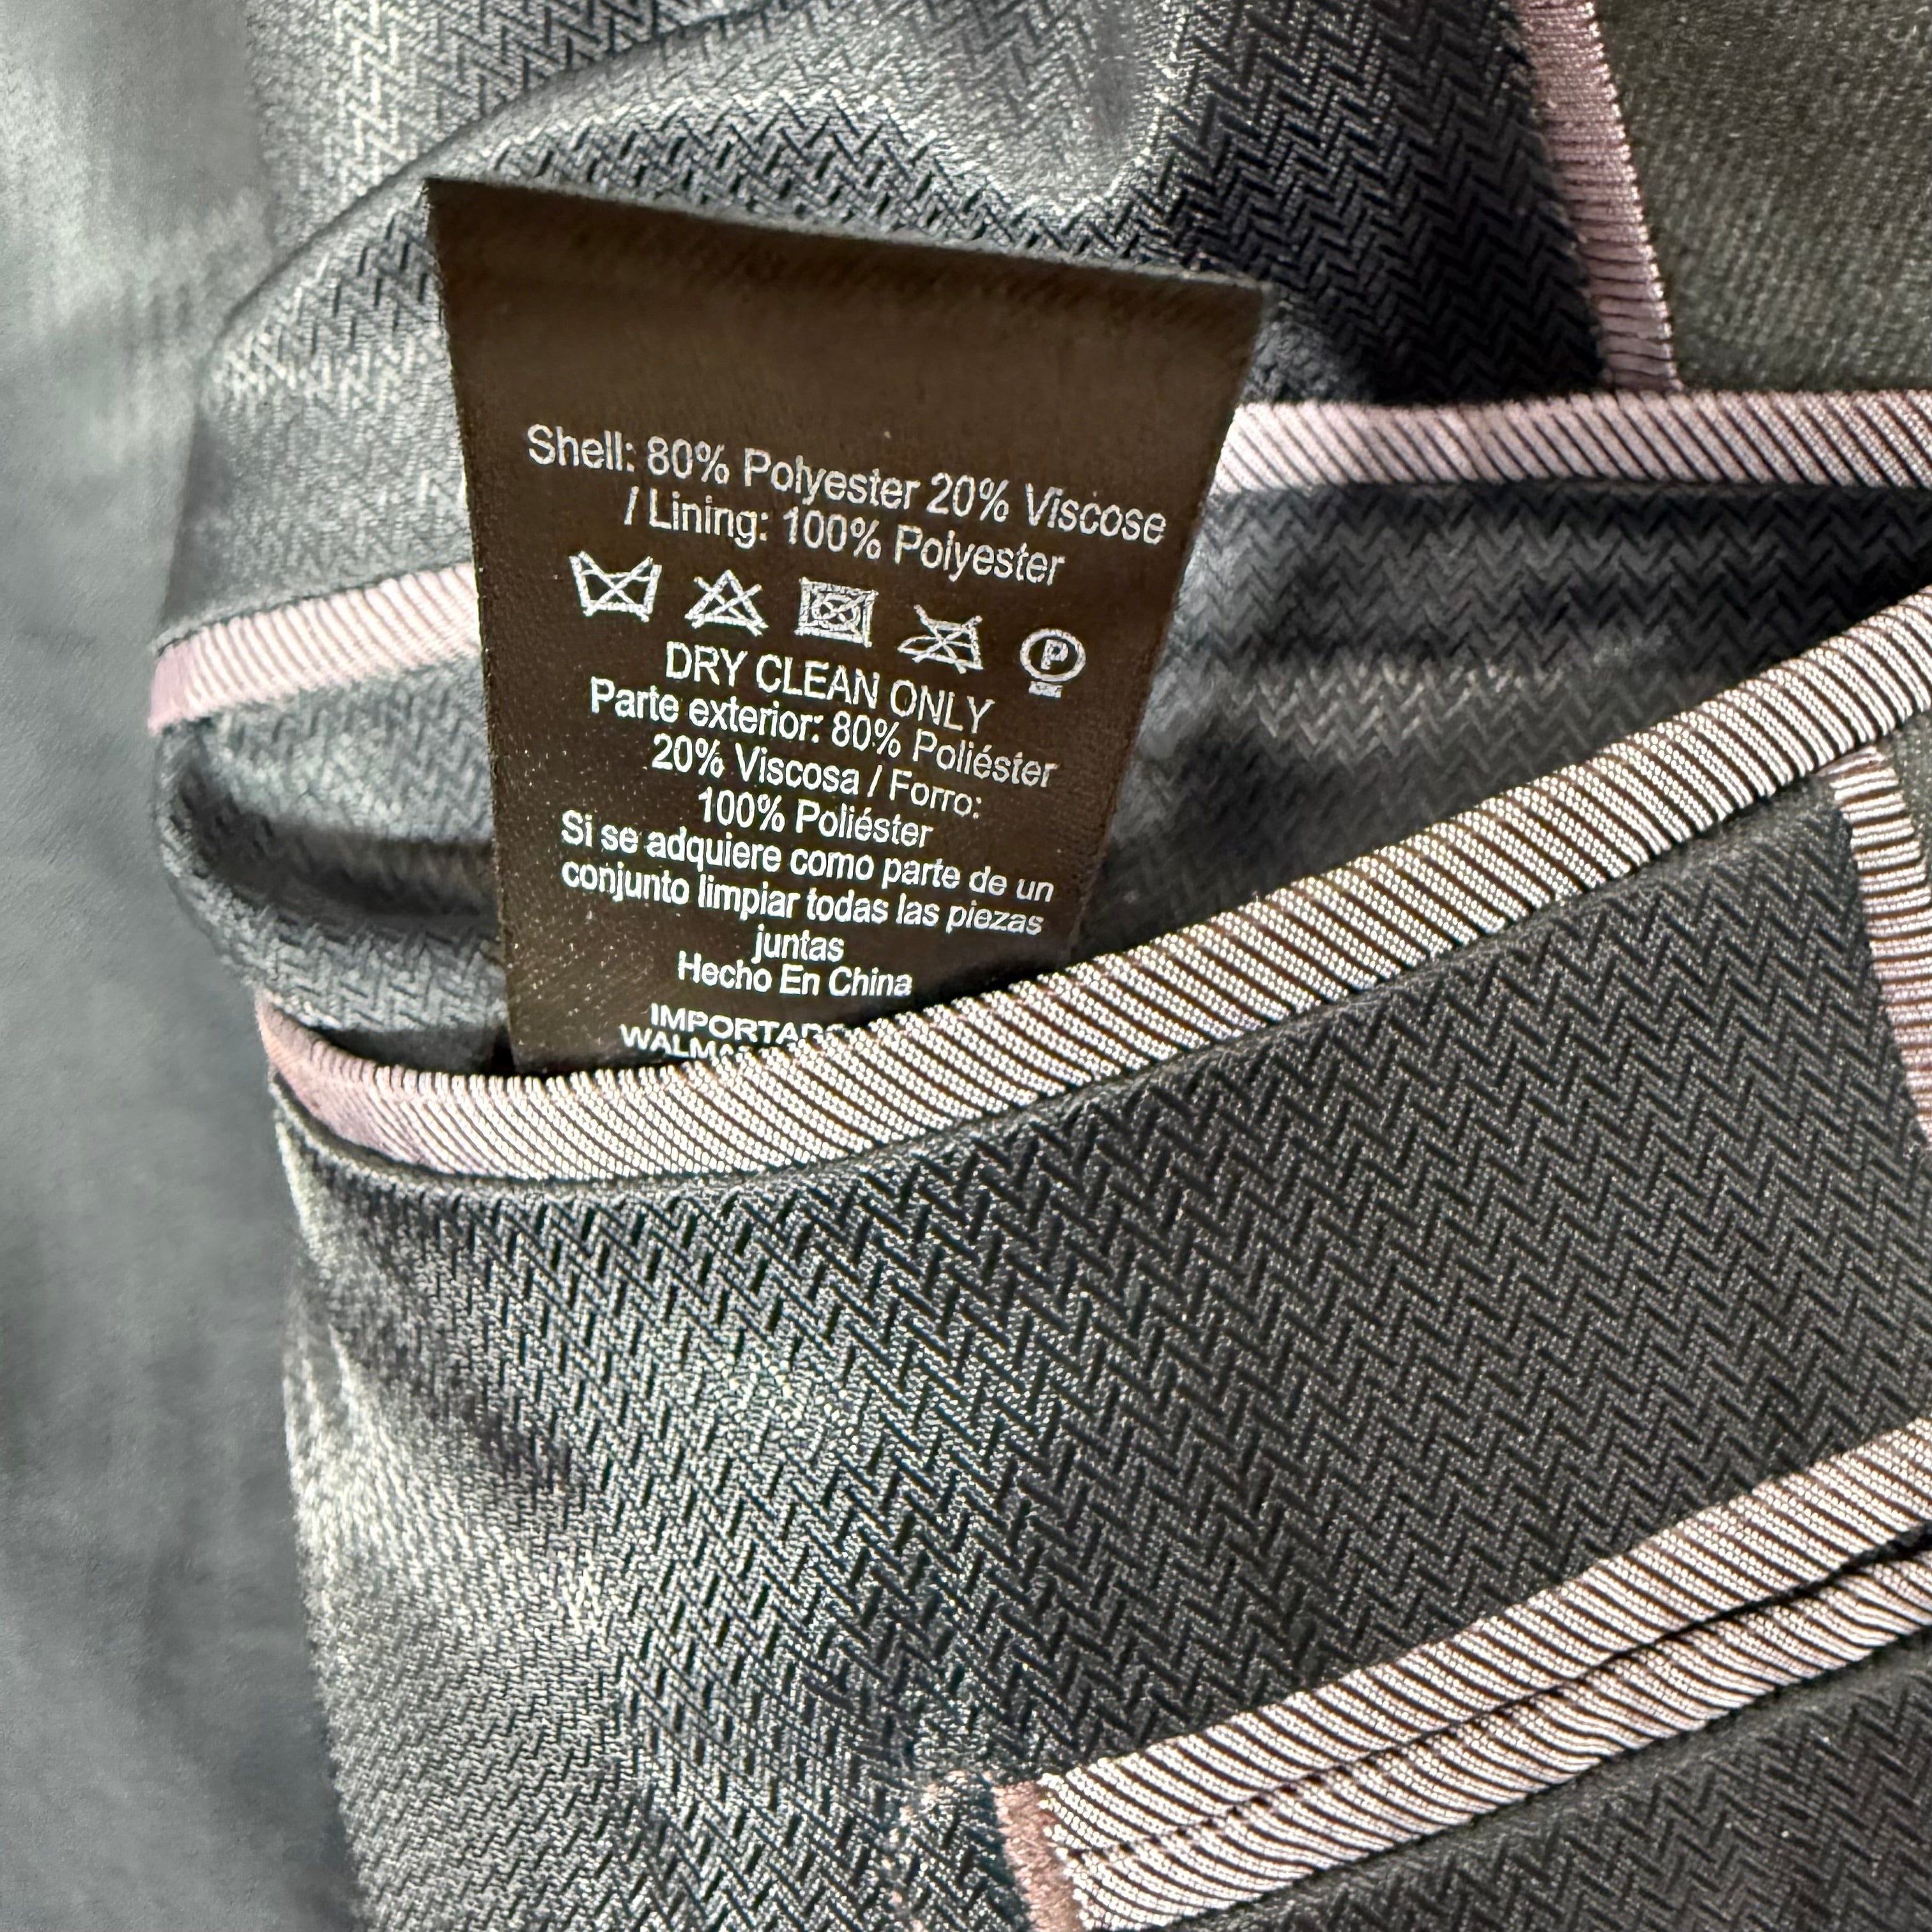 Shell: 80% Polyester 20% Viscose
/ Lining: 100% Polyester
P
DRY CLEAN ONLY
Parte exterior: 80% Poliéster
20% Viscosa / Forro:
100% Poliéster
Si se adquiere como parte de un
conjunto limpiar todas las piezas
juntas
Hecho En China